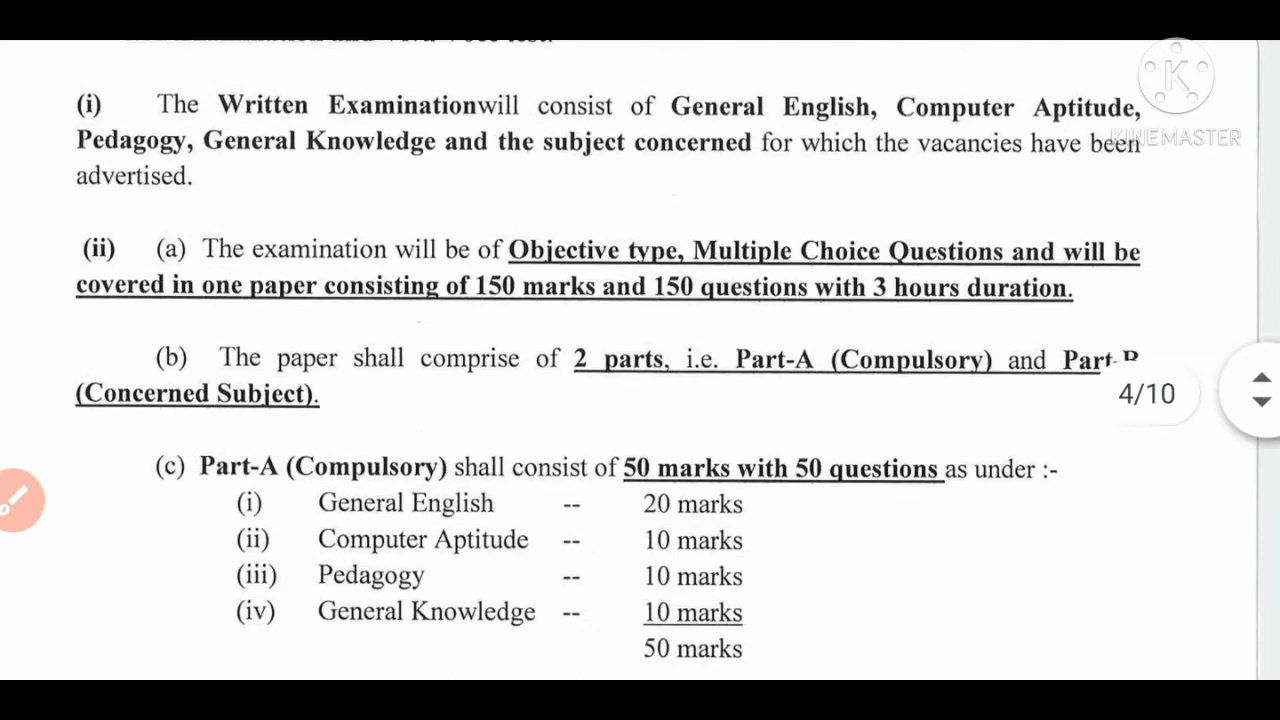 (i) The Written Examinationwill consist of General English, Computer Aptitude,
Pedagogy, General Knowledge and the subject concerned for which the vacancies have been
advertised.
(ii) (a) The examination will be of Objective type, Multiple Choice Questions and will be
covered in one paper consisting of 150 marks and 150 questions with 3 hours duration.
(b) The paper shall comprise of 2 parts, i.e. Part-A (Compulsory) and Part-B
(Concerned Subject).
(c) Part-A (Compulsory) shall consist of 50 marks with 50 questions as under :-
(i) General English -- 20 marks
(ii) Computer Aptitude -- 10 marks
(iii) Pedagogy -- 10 marks
(iv) General Knowledge -- 10 marks
50 marks
K
KINEMASTER
4/10